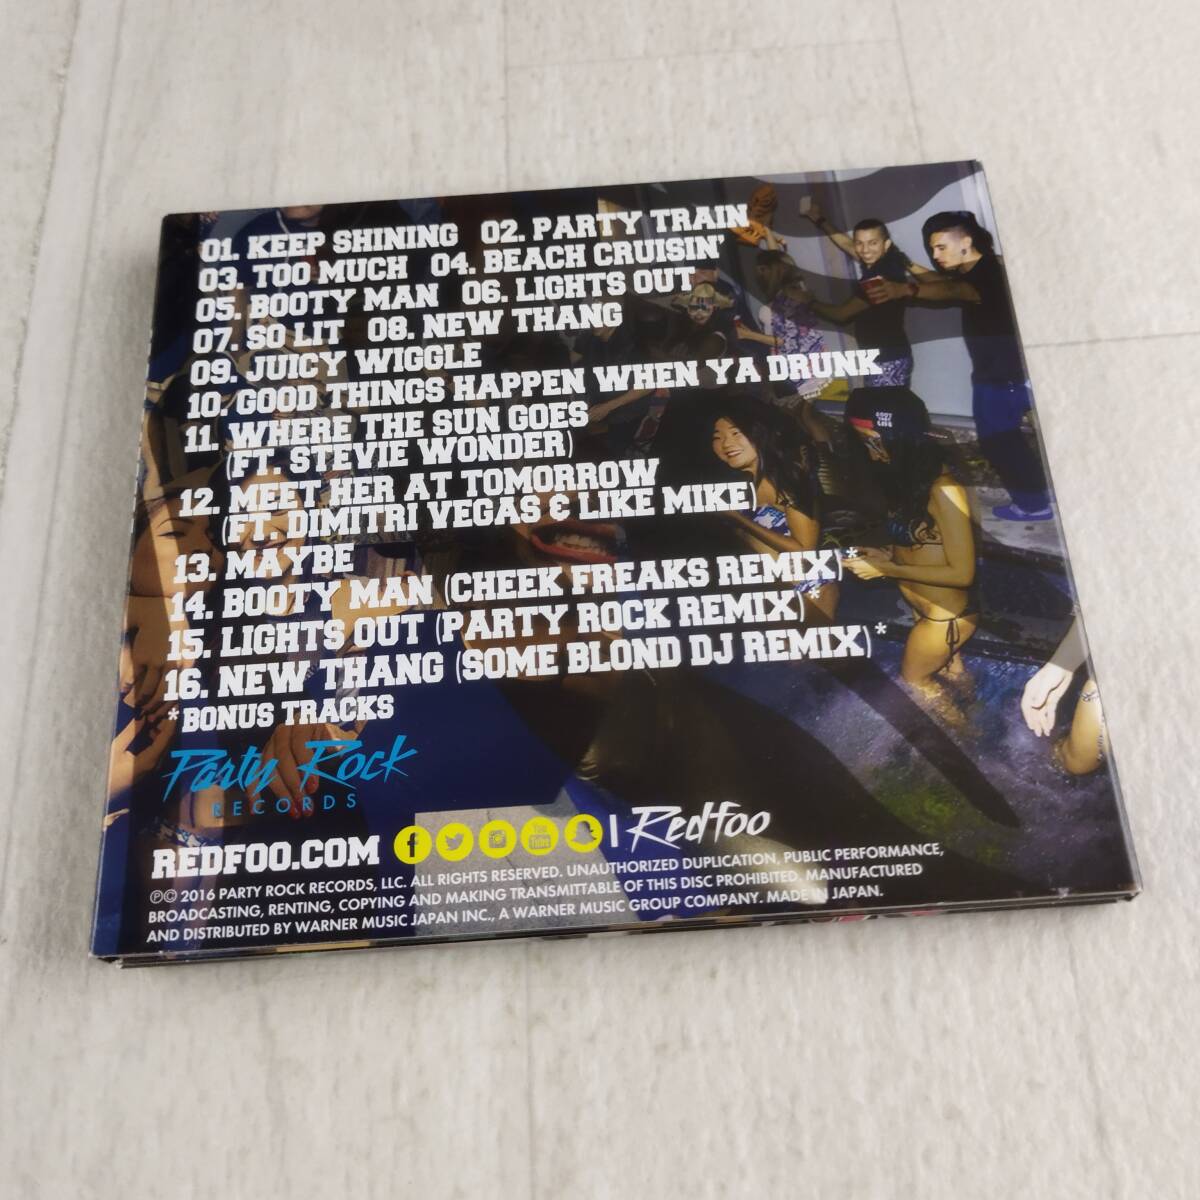 01. KEEP SHINING 02. PARTY TRAIN
03. TOO MUCH 04. BEACH CRUISIN'
05. BOOTY MAN 06. LIGHTS OUT
07. SO LIT 08. NEW THANG
09. JUICY WIGGLE
10. GOOD THINGS HAPPEN WHEN YA DRUNK
11. WHERE THE SUN GOES
(FT. STEVIE WONDER)
12. MEET HER AT TOMORROW
(FT. DIMITRI VEGAS & LIKE MIKE)
13. MAYBE
14. BOOTY MAN (CHEEK FREAKS REMIX)*
15. LIGHTS OUT (PARTY ROCK REMIX)*
16. NEW THANG (SOME BLOND DJ REMIX)*
*BONUS TRACKS
Party Rock
RECORDS
REDFOO.COM f You Tube | Redfoo
℗© 2016 PARTY ROCK RECORDS, LLC. ALL RIGHTS RESERVED. UNAUTHORIZED DUPLICATION, PUBLIC PERFORMANCE,
BROADCASTING, RENTING, COPYING AND MAKING TRANSMITTABLE OF THIS DISC PROHIBITED. MANUFACTURED
AND DISTRIBUTED BY WARNER MUSIC JAPAN INC., A WARNER MUSIC GROUP COMPANY. MADE IN JAPAN.